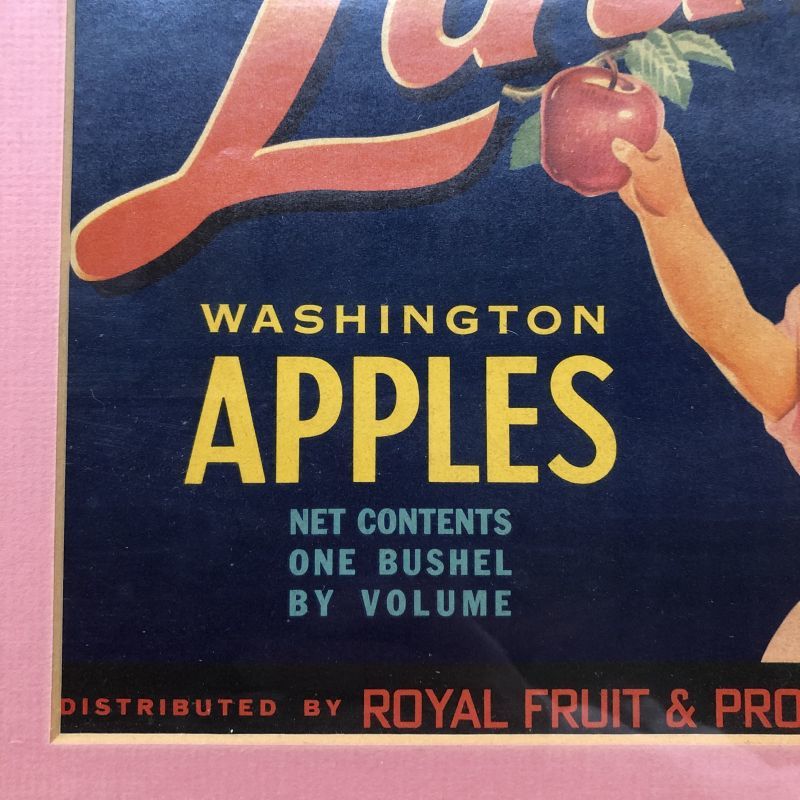 WASHINGTON
APPLES
NET CONTENTS
ONE BUSHEL
BY VOLUME
DISTRIBUTED BY ROYAL FRUIT & PRO